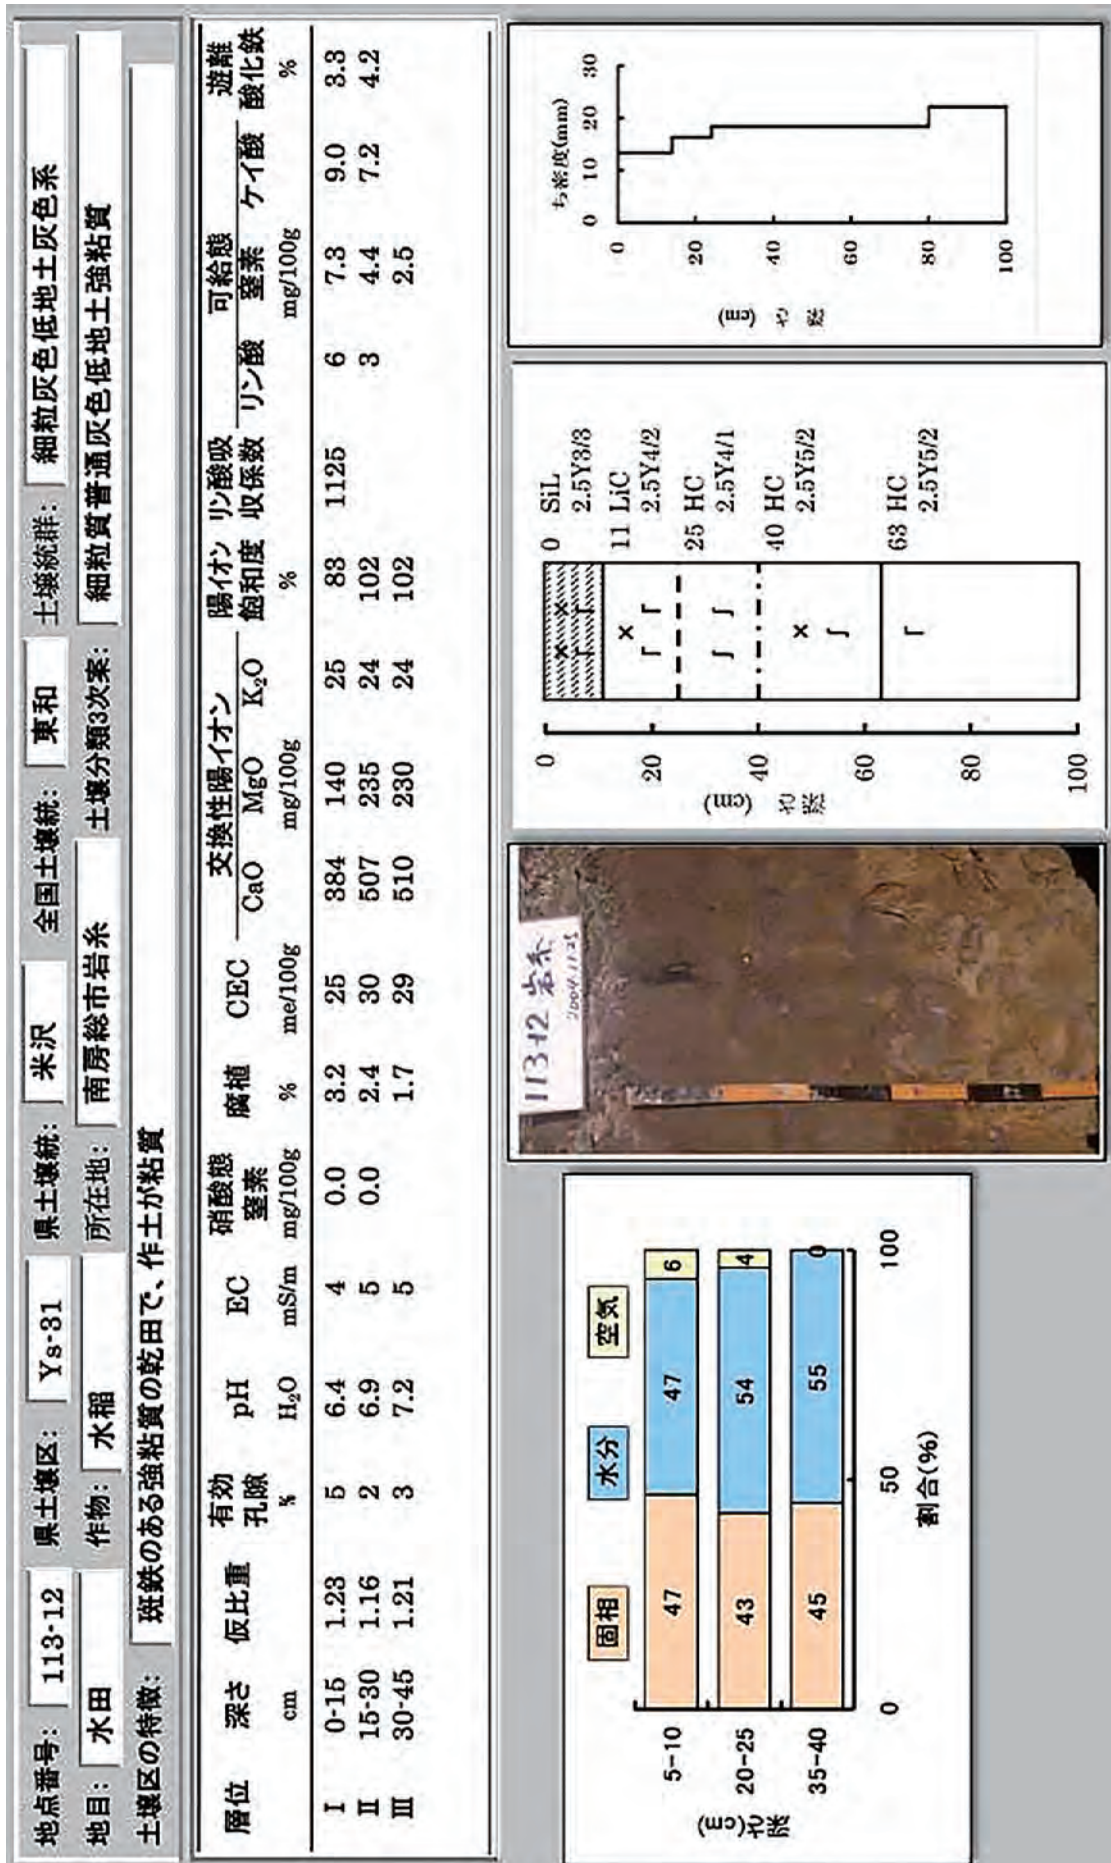 地点番号: 113-12 県土壌区: Ys-31 県土壌統: 米沢 全国土壌統: 東和 土壌統群: 細粒灰色低地土灰色系
地目: 水田 作物: 水稲 所在地: 南房総市岩糸 土壌分類3次案: 細粒質普通灰色低地土強粘質
土壌区の特徴: 斑鉄のある強粘質の乾田で、作土が粘質
層位 深さ 仮比重 有効孔隙 pH EC 硝酸態窒素 腐植 CEC 交換性陽イオン 陽イオン飽和度 リン酸吸収係数 可給態 遊離酸化鉄
CaO MgO K₂O リン酸 窒素 ケイ酸
cm % H₂O mS/m mg/100g % me/100g mg/100g % mg/100g %
I 0-15 1.23 5 6.4 4 0.0 3.2 25 384 140 25 88 1125 6 7.3 9.0 3.3
II 15-30 1.16 2 6.9 5 0.0 2.4 30 507 235 24 102 3 4.4 7.2 4.2
III 30-45 1.21 3 7.2 5 1.7 29 510 230 24 102 2.5
固相 水分 空気
深さ(cm)
5-10 47 47 6
20-25 43 54 4
35-40 45 55 0
0 50 100
割合(%)
113-12 岩糸
2004.11.25
深さ(cm)
0
20
40
60
80
100
0 SiL
2.5Y3/3
11 LiC
2.5Y4/2
25 HC
2.5Y4/1
40 HC
2.5Y5/2
63 HC
2.5Y5/2
ち密度(mm)
0 10 20 30
深さ(cm)
0
20
40
60
80
100